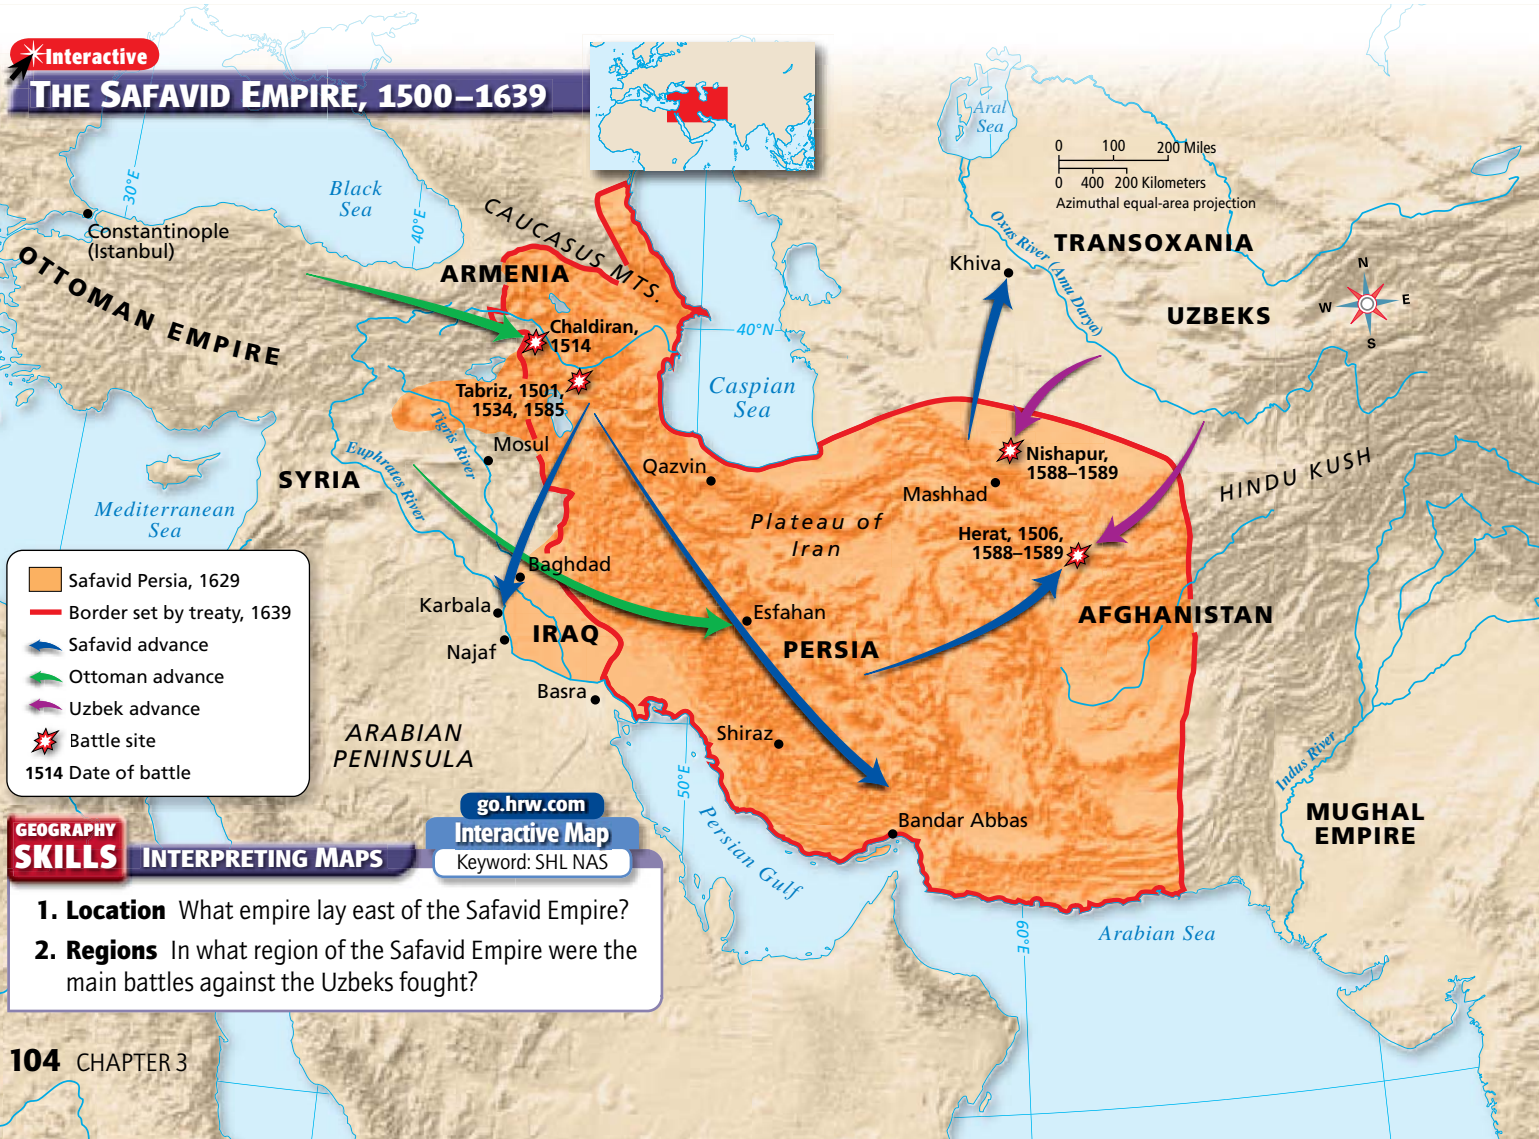 Interactive
THE SAFAVID EMPIRE, 1500–1639
Aral
Sea
0 100 200 Miles
0 400 200 Kilometers
Azimuthal equal-area projection
30°E
Black
Sea
40°E
CAUCASUS MTS.
Constantinople
(Istanbul)
OTTOMAN EMPIRE
ARMENIA
Oxus River (Amu Darya)
TRANSOXANIA
Khiva
UZBEKS
N
W E
S
Chaldiran,
1514
40°N
Caspian
Sea
Tabriz, 1501,
1534, 1585
Tigris River
Mosul
Euphrates River
SYRIA
Qazvin
Nishapur,
1588–1589
Mashhad
HINDU KUSH
Mediterranean
Sea
Plateau of
Iran
Herat, 1506,
1588–1589
Baghdad
Karbala
IRAQ
Najaf
Esfahan
PERSIA
AFGHANISTAN
Basra
ARABIAN
PENINSULA
Shiraz
50°E
Persian Gulf
Bandar Abbas
Indus River
MUGHAL
EMPIRE
60°E
Arabian Sea
Safavid Persia, 1629
Border set by treaty, 1639
Safavid advance
Ottoman advance
Uzbek advance
Battle site
1514 Date of battle
go.hrw.com
Interactive Map
Keyword: SHL NAS
GEOGRAPHY
SKILLS INTERPRETING MAPS
1. Location What empire lay east of the Safavid Empire?
2. Regions In what region of the Safavid Empire were the
main battles against the Uzbeks fought?
104 CHAPTER 3